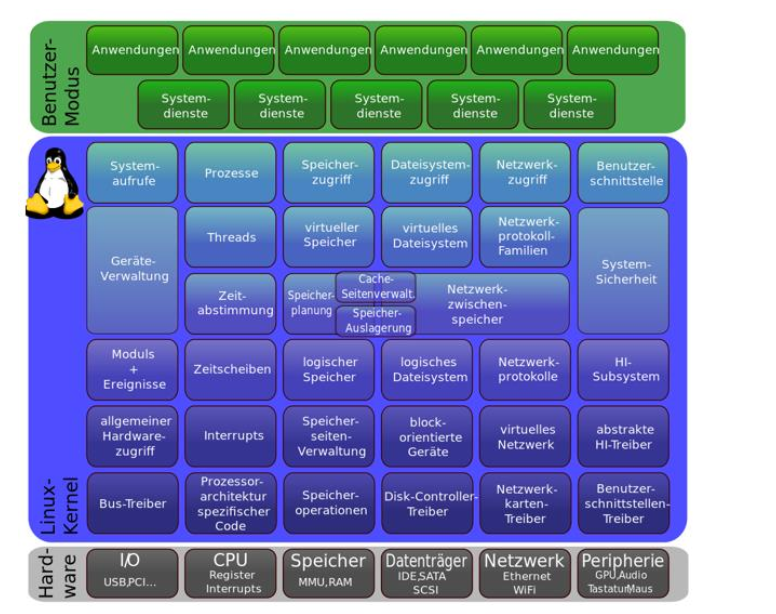 Benutzer-
Modus
Anwendungen Anwendungen Anwendungen Anwendungen Anwendungen Anwendungen
System-
dienste
System-
dienste
System-
dienste
System-
dienste
System-
dienste
Linux-
Kernel
System-
aufrufe
Prozesse
Speicher-
zugriff
Dateisystem-
zugriff
Netzwerk-
zugriff
Benutzer-
schnittstelle
Geräte-
Verwaltung
Threads
virtueller
Speicher
virtuelles
Dateisystem
Netzwerk-
protokoll-
Familien
System-
Sicherheit
Zeit-
abstimmung
Speicher-
planung
Cache-
Seitenverwalt.
Speicher-
Auslagerung
Netzwerk-
zwischen-
speicher
Moduls
+
Ereignisse
Zeitscheiben
logischer
Speicher
logisches
Dateisystem
Netzwerk-
protokolle
HI-
Subsystem
allgemeiner
Hardware-
zugriff
Interrupts
Speicher-
seiten-
Verwaltung
block-
orientierte
Geräte
virtuelles
Netzwerk
abstrakte
HI-Treiber
Bus-Treiber
Prozessor-
architektur
spezifischer
Code
Speicher-
operationen
Disk-Controller-
Treiber
Netzwerk-
karten-
Treiber
Benutzer-
schnittstellen-
Treiber
Hard-
ware
I/O
USB,PCI...
CPU
Register
Interrupts
Speicher
MMU,RAM
Datenträger
IDE,SATA
SCSI
Netzwerk
Ethernet
WiFi
Peripherie
GPU,Audio
Tastatur,Maus